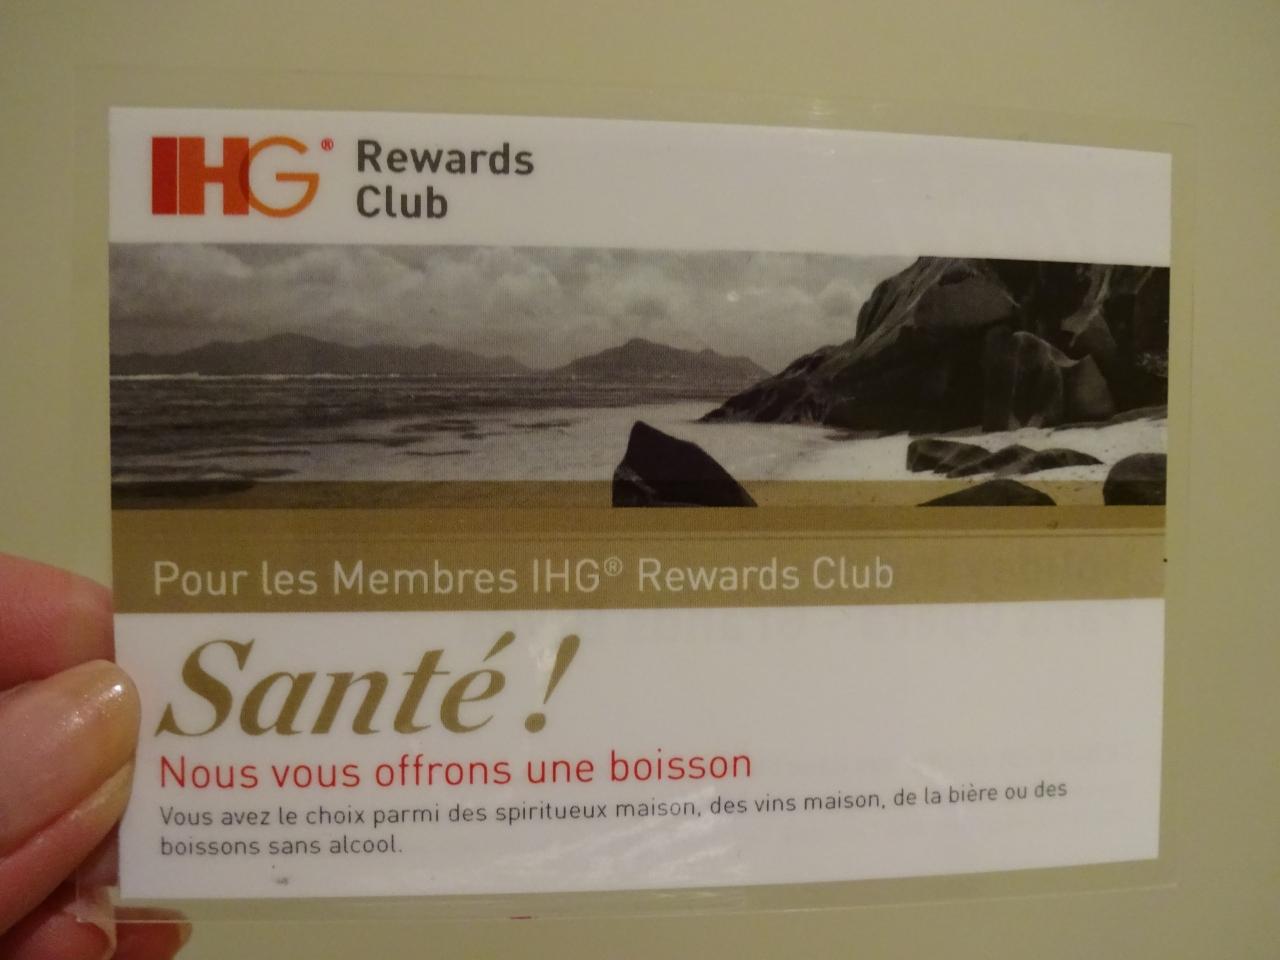 IHG® Rewards
Club
Pour les Membres IHG® Rewards Club
Santé !
Nous vous offrons une boisson
Vous avez le choix parmi des spiritueux maison, des vins maison, de la bière ou des
boissons sans alcool.